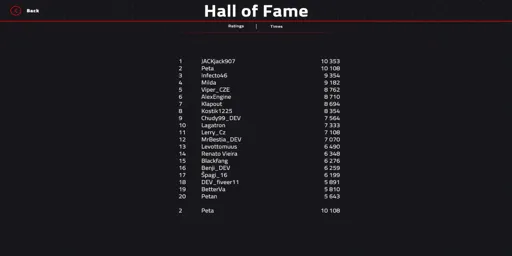 Back
Hall of Fame
Ratings | Times
1 JACKjack907 10 353
2 Peta 10 108
3 Infecto46 9 354
4 Milda 9 182
5 Viper_CZE 8 762
6 AlexEngine 8 710
7 Klapout 8 694
8 Kostik1225 8 354
9 Chudy99_DEV 7 564
10 Lagatron 7 333
11 Lerry_Cz 7 108
12 MrBestia_DEV 7 070
13 Levottomuus 6 490
14 Renato Vieira 6 348
15 Blackfang 6 276
16 Benji_DEV 6 259
17 Špagi_16 6 199
18 DEV_fiveer11 5 891
19 BetterVa 5 810
20 Petan 5 643
2 Peta 10 108